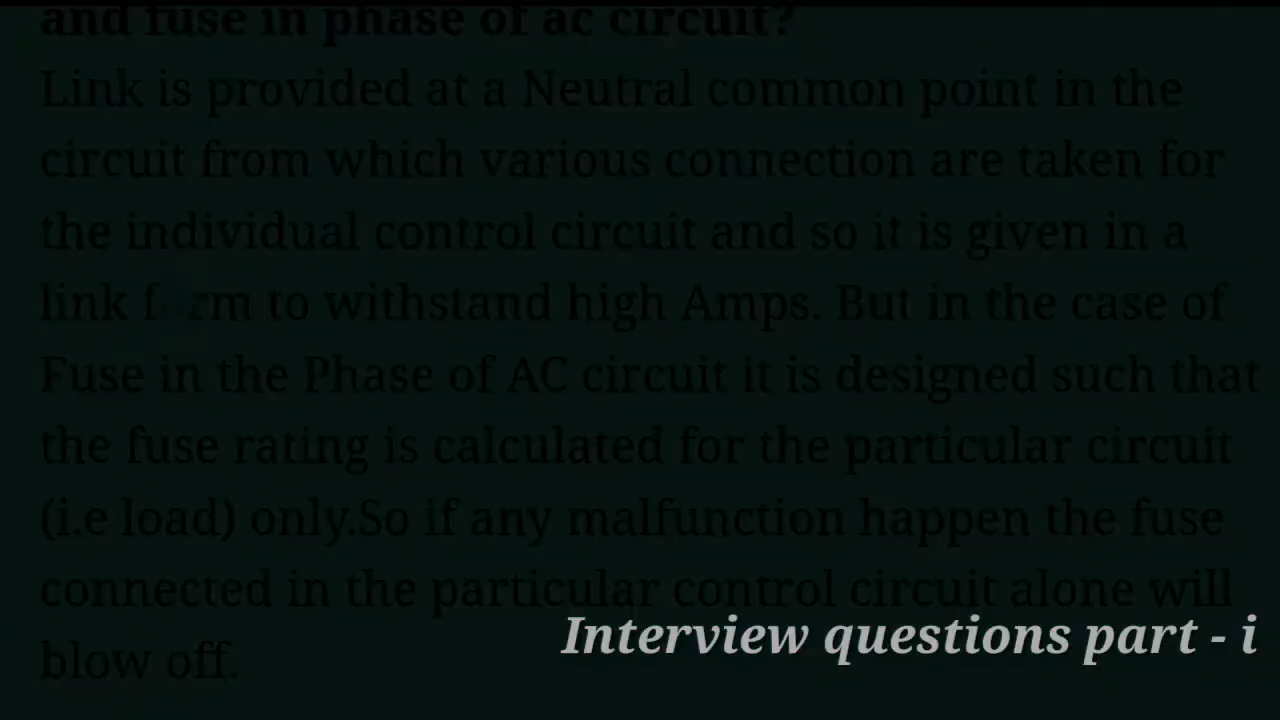 and fuse in phase of ac circuit?
Link is provided at a Neutral common point in the
circuit from which various connection are taken for
the individual control circuit and so it is given in a
link form to withstand high Amps. But in the case of
Fuse in the Phase of AC circuit it is designed such that
the fuse rating is calculated for the particular circuit
(i.e load) only.So if any malfunction happen the fuse
connected in the particular control circuit alone will
blow off.
Interview questions part - i